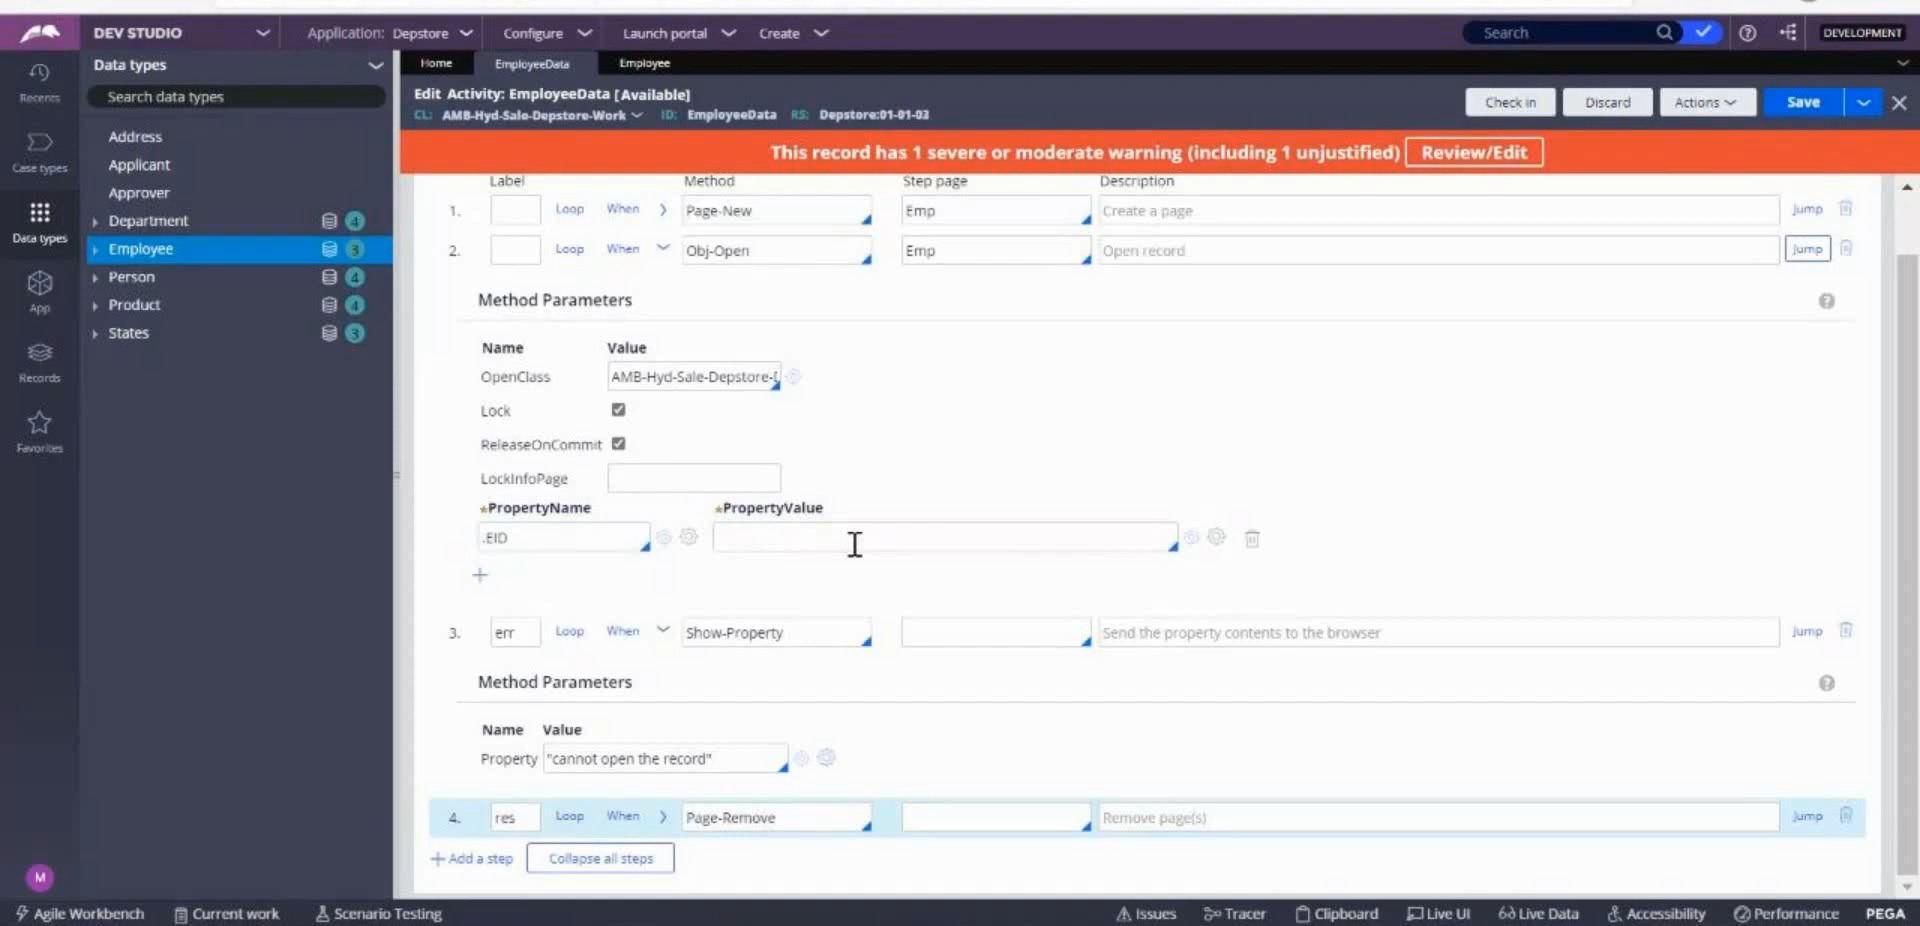 DEV STUDIO
Application: Depstore
Configure
Launch portal
Create
Search
DEVELOPMENT
Recents
Case types
Data types
App
Records
Favorites
M
Data types
Search data types
Address
Applicant
Approver
Department 4
Employee 3
Person 4
Product 4
States 3
Home
EmployeeData
Employee
Edit Activity: EmployeeData [Available]
CL: AMB-Hyd-Sale-Depstore-Work ID: EmployeeData RS: Depstore:01-01-03
Check in
Discard
Actions
Save
This record has 1 severe or moderate warning (including 1 unjustified) Review/Edit
Label Method Step page Description
1. Loop When Page-New Emp Create a page Jump
2. Loop When Obj-Open Emp Open record Jump
Method Parameters
Name Value
OpenClass AMB-Hyd-Sale-Depstore-
Lock
ReleaseOnCommit
LockInfoPage
*PropertyName *PropertyValue
.EID
3. err Loop When Show-Property Send the property contents to the browser Jump
Method Parameters
Name Value
Property "cannot open the record"
4. res Loop When Page-Remove Remove page(s) Jump
+ Add a step Collapse all steps
Agile Workbench Current work Scenario Testing Issues Tracer Clipboard Live UI Live Data Accessibility Performance PEGA